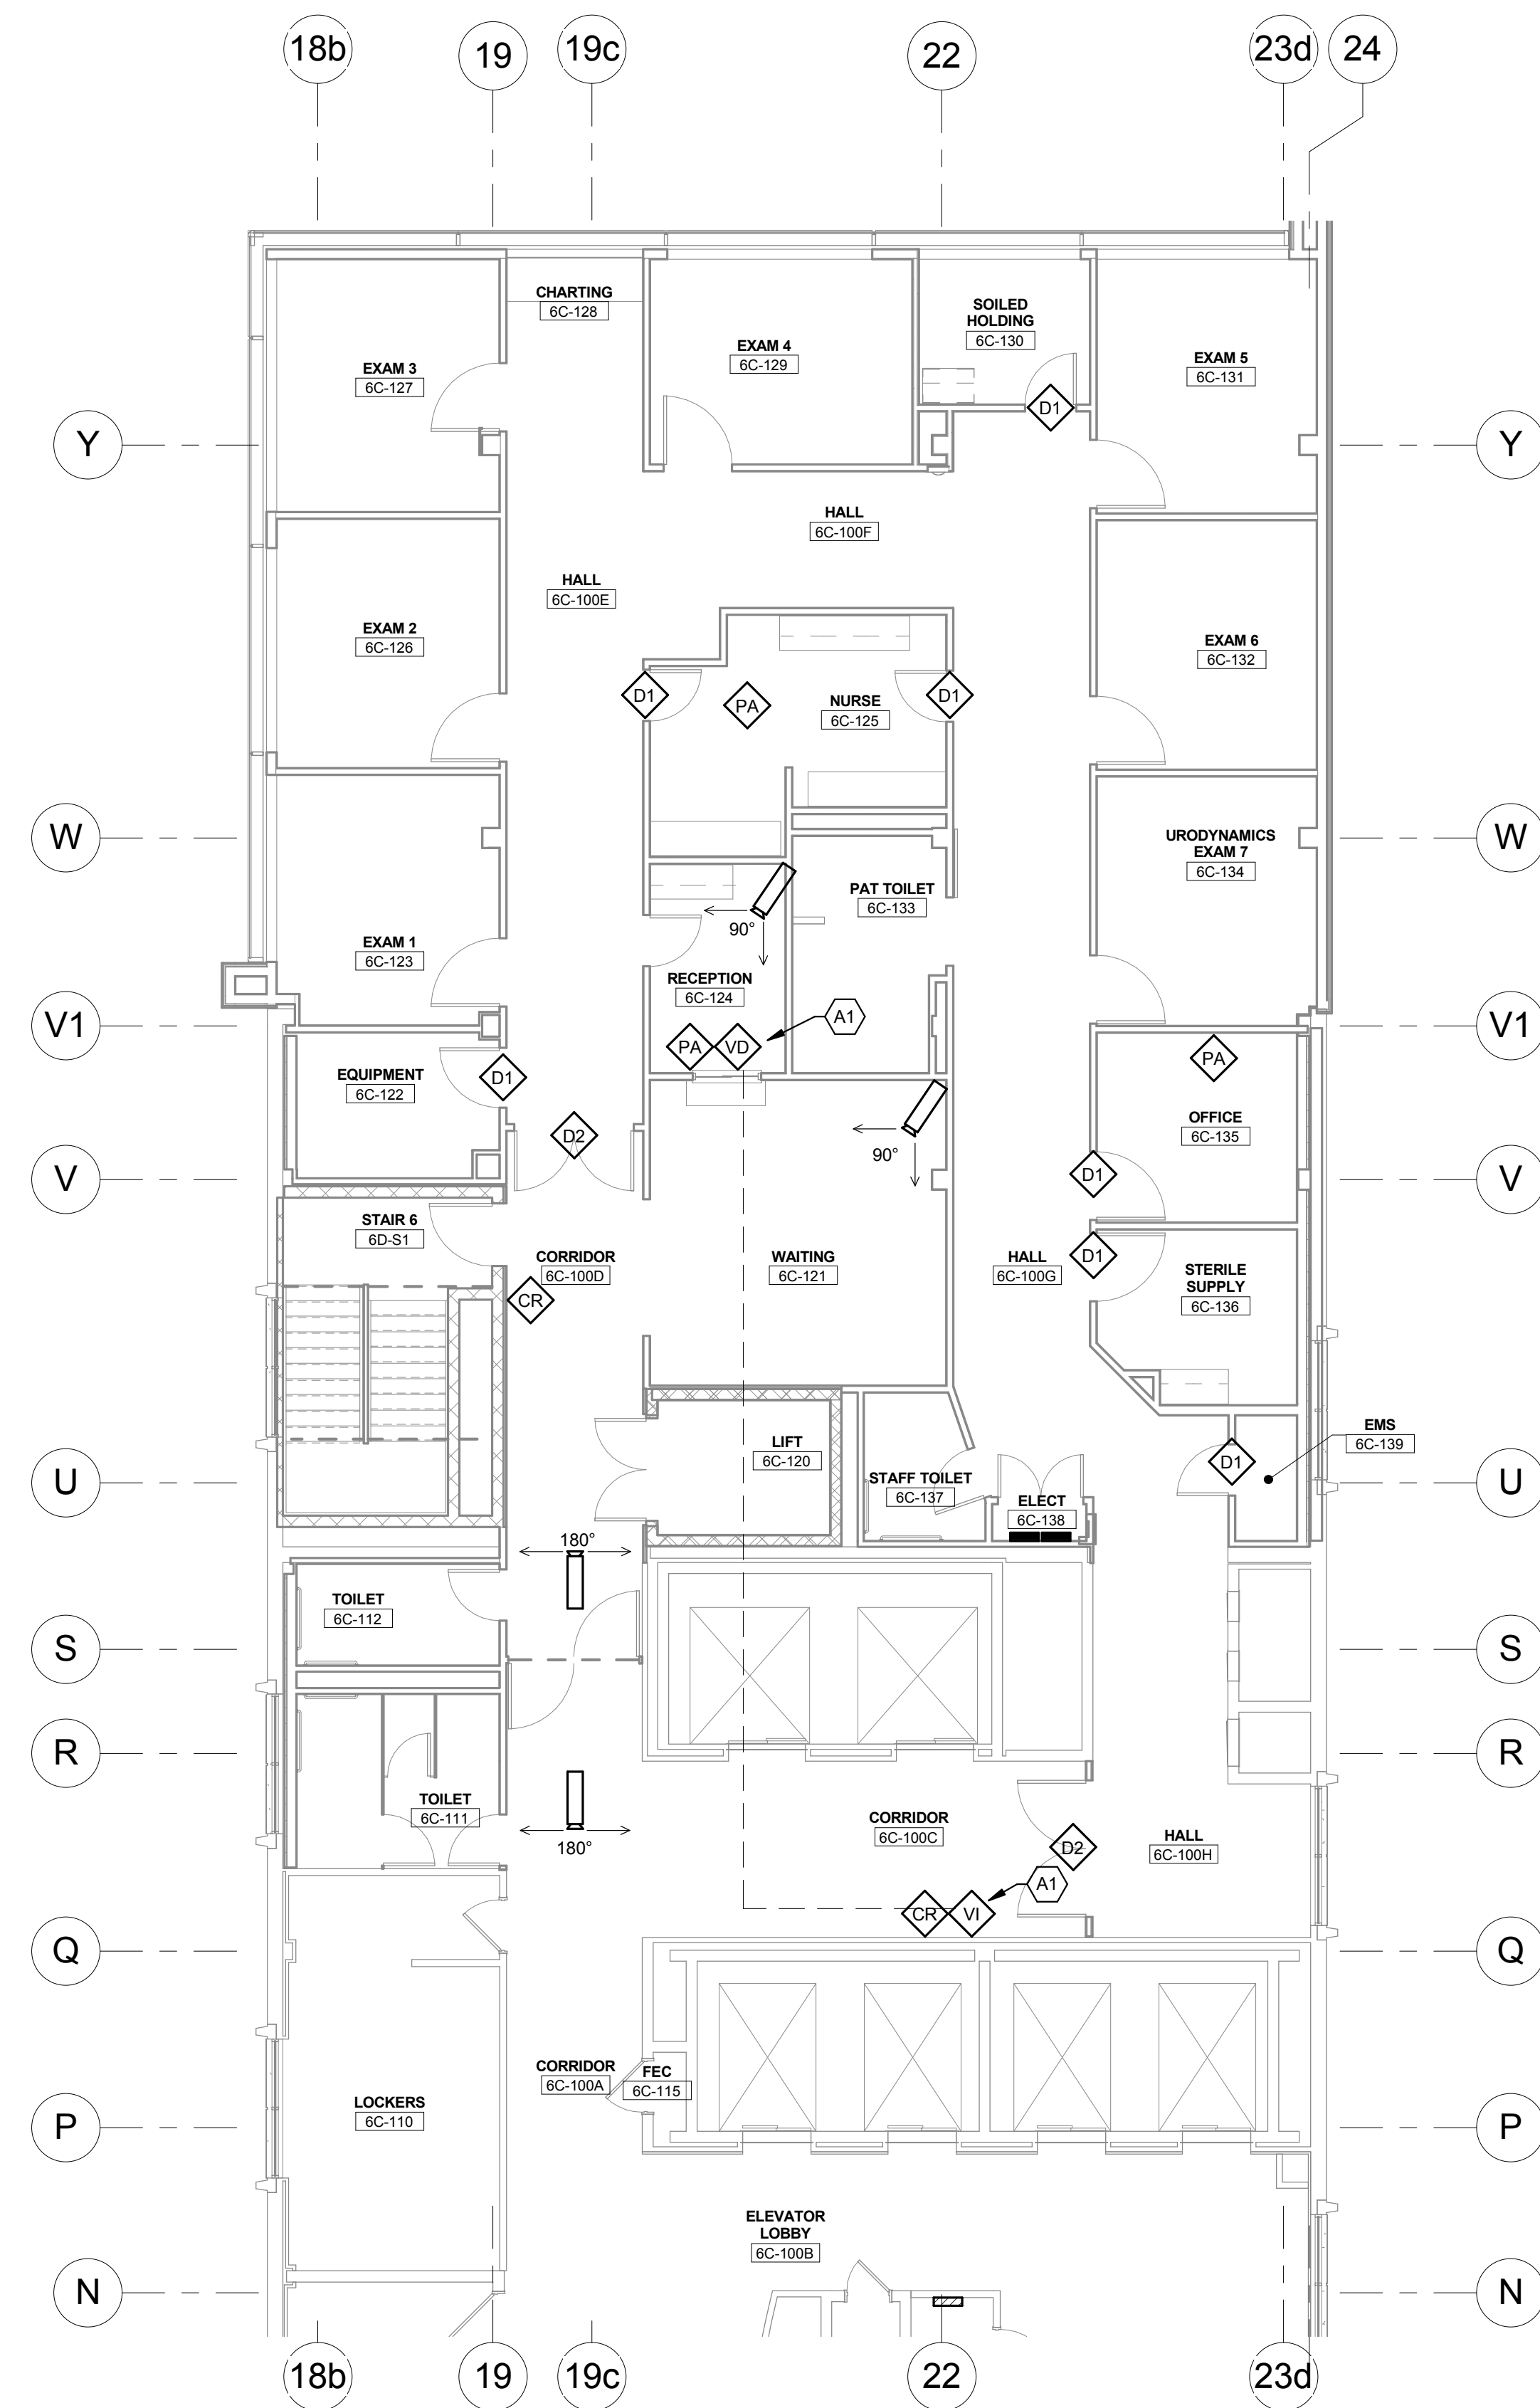 18b
19
19c
22
23d
24
CHARTING
6C-128
SOILED
HOLDING
6C-130
EXAM 4
6C-129
EXAM 5
6C-131
EXAM 3
6C-127
D1
Y
Y
HALL
6C-100F
HALL
6C-100E
EXAM 2
6C-126
EXAM 6
6C-132
D1
PA
NURSE
6C-125
D1
W
URODYNAMICS
EXAM 7
6C-134
W
PAT TOILET
6C-133
90°
EXAM 1
6C-123
RECEPTION
6C-124
A1
V1
PA
VD
PA
V1
EQUIPMENT
6C-122
D1
OFFICE
6C-135
D2
90°
V
D1
V
STAIR 6
6D-S1
CORRIDOR
6C-100D
WAITING
6C-121
HALL
6C-100G
D1
STERILE
SUPPLY
6C-136
CR
EMS
6C-139
LIFT
6C-120
D1
U
STAFF TOILET
6C-137
ELECT
6C-138
U
180°
TOILET
6C-112
S
S
R
R
TOILET
6C-111
CORRIDOR
6C-100C
D2
HALL
6C-100H
180°
A1
CR
VI
Q
Q
CORRIDOR
6C-100A
FEC
6C-115
LOCKERS
6C-110
P
P
ELEVATOR
LOBBY
6C-100B
N
N
18b
19
19c
22
23d